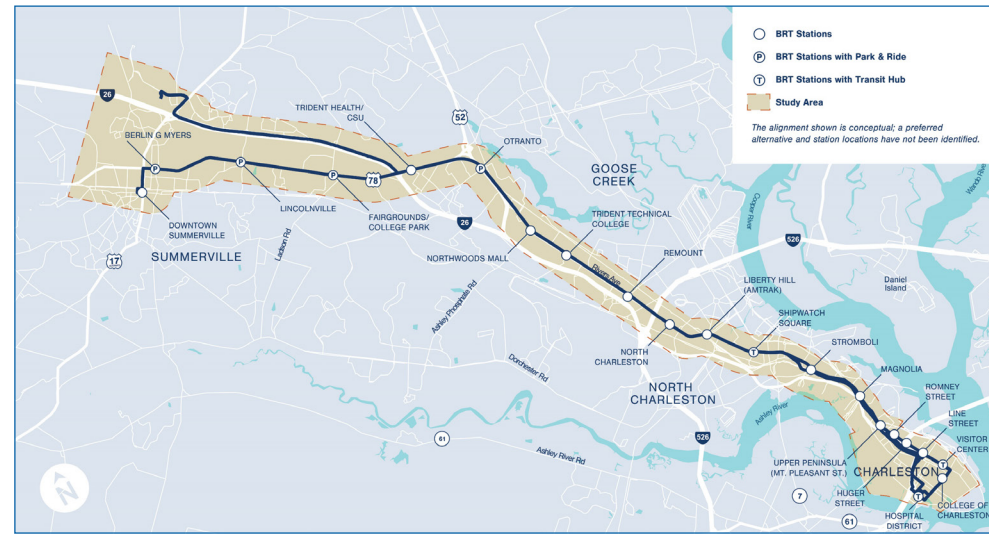 BRT Stations
P
BRT Stations with Park & Ride
T
BRT Stations with Transit Hub
Study Area
The alignment shown is conceptual; a preferred
alternative and station locations have not been identified.
26
BERLIN G MYERS
P
DOWNTOWN
SUMMERVILLE
17
SUMMERVILLE
P
LINCOLNVILLE
Ladson Rd
P
FAIRGROUNDS/
COLLEGE PARK
78
TRIDENT HEALTH/
CSU
52
P
OTRANTO
GOOSE
CREEK
26
NORTHWOODS MALL
TRIDENT TECHNICAL
COLLEGE
Rivers Ave
REMOUNT
Ashley Phosphate Rd
Dorchester Rd
NORTH
CHARLESTON
LIBERTY HILL
(AMTRAK)
T
SHIPWATCH
SQUARE
STROMBOLI
MAGNOLIA
ROMNEY
STREET
LINE
STREET
VISITOR
CENTER
T
Cooper River
Wando River
526
Daniel
Island
NORTH
CHARLESTON
Ashley River
526
61
Ashley River Rd
UPPER PENINSULA
(MT. PLEASANT ST.)
CHARLESTON
HUGER
STREET
T
HOSPITAL
DISTRICT
COLLEGE OF
CHARLESTON
7
61
N